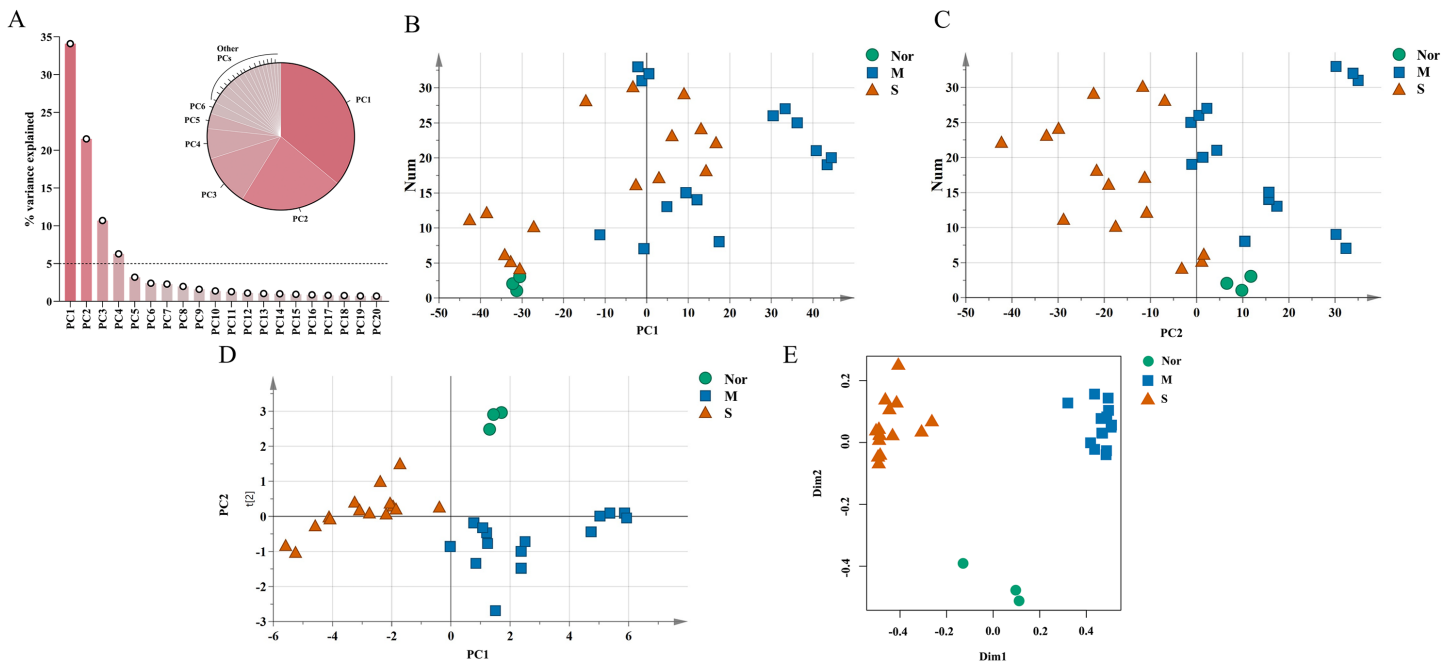 A
% variance explained
35
30
25
20
15
10
5
0
PC1
PC2
PC3
PC4
PC5
PC6
PC7
PC8
PC9
PC10
PC11
PC12
PC13
PC14
PC15
PC16
PC17
PC18
PC19
PC20
Other
PCs
PC6
PC5
PC4
PC3
PC2
PC1
B
Num
30
25
20
15
10
5
0
-50 -40 -30 -20 -10 0 10 20 30 40
PC1
Nor
M
S
C
Num
30
25
20
15
10
5
0
-50 -40 -30 -20 -10 0 10 20 30
PC2
Nor
M
S
D
PC2
t[2]
3
2
1
0
-1
-2
-3
-6 -4 -2 0 2 4 6
PC1
Nor
M
S
E
Dim2
0.2
0.0
-0.2
-0.4
-0.4 0.0 0.2 0.4
Dim1
Nor
M
S